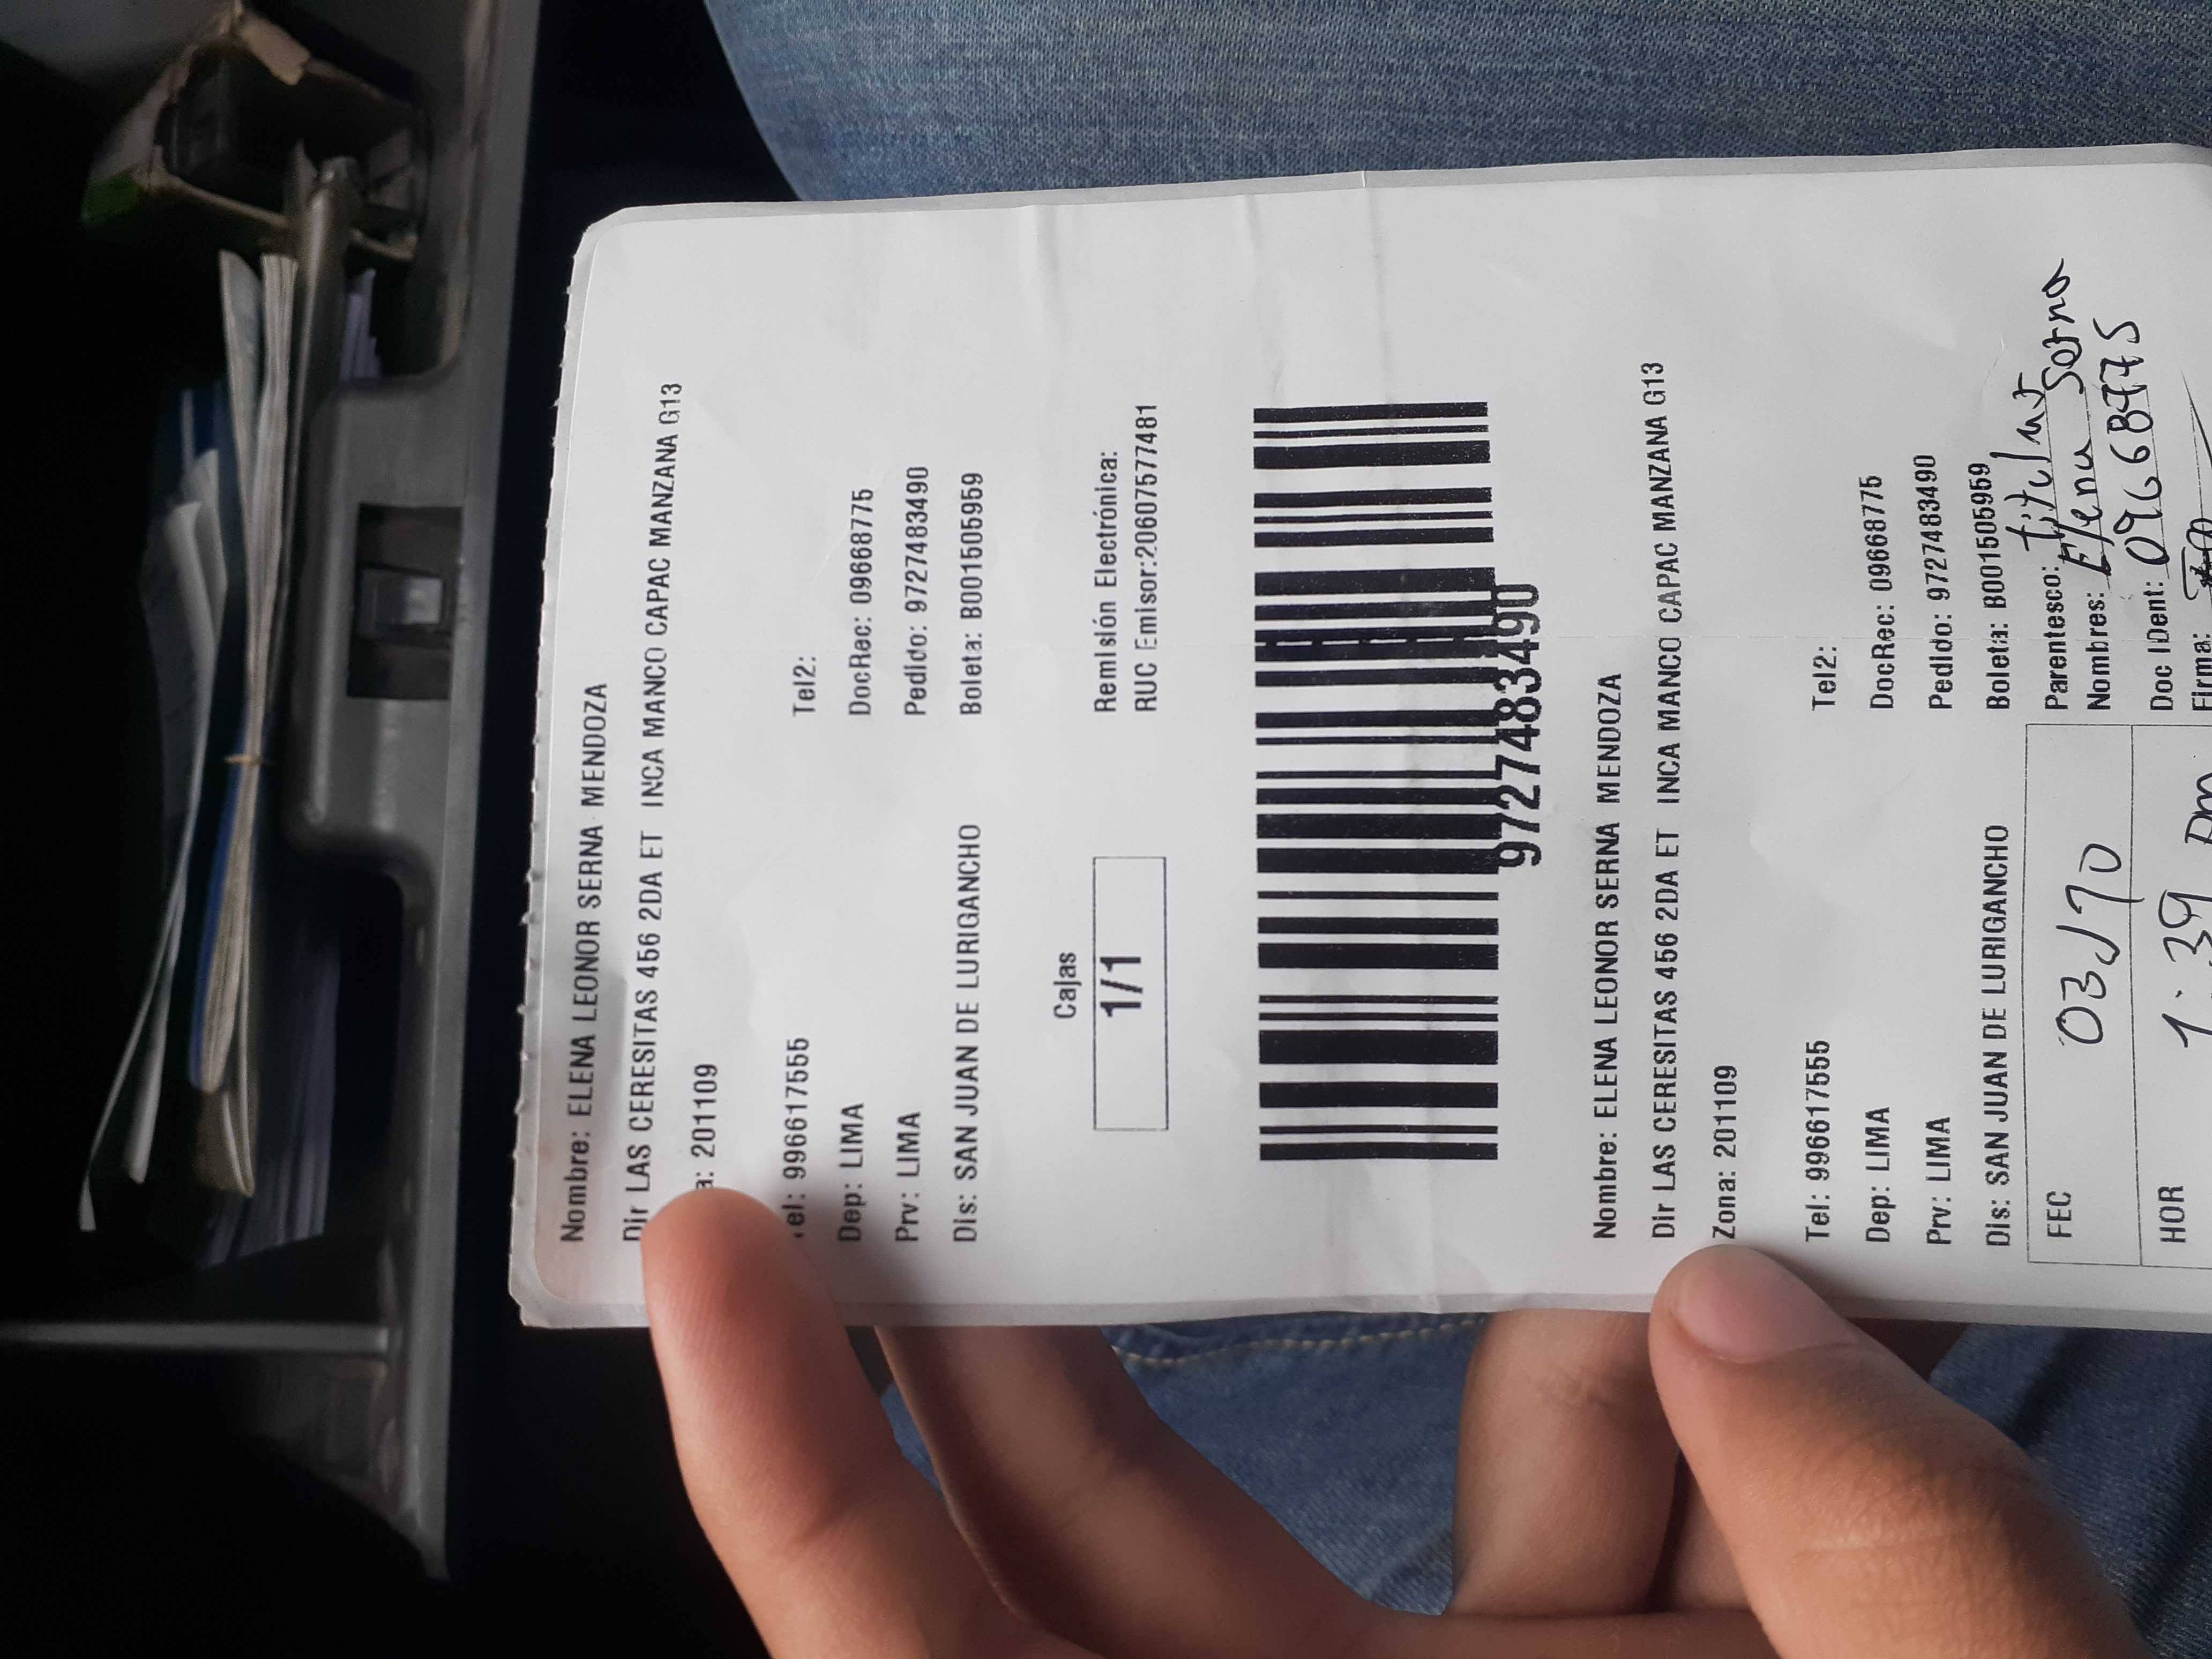 Nombre: ELENA LEONOR SERNA MENDOZA
Dir LAS CERESITAS 456 2DA ET INCA MANCO CAPAC MANZANA G13
a: 201109
el: 996617555 Tel2:
Dep: LIMA DocRec: 09668775
Prv: LIMA Pedido: 9727483490
Dis: SAN JUAN DE LURIGANCHO Boleta: B001505959
Cajas
1/1
Remisión Electrónica:
RUC Emisor:20607577481
9727483490
Nombre: ELENA LEONOR SERNA MENDOZA
Dir LAS CERESITAS 456 2DA ET INCA MANCO CAPAC MANZANA G13
Zona: 201109
Tel: 996617555 Tel2:
Dep: LIMA DocRec: 09668775
Prv: LIMA Pedido: 9727483490
Dis: SAN JUAN DE LURIGANCHO Boleta: B001505959
FEC 03/10
HOR 1:39 pm
Parentesco: titular
Nombres: Elena Serna
Doc IDent: 09668775
Firma: